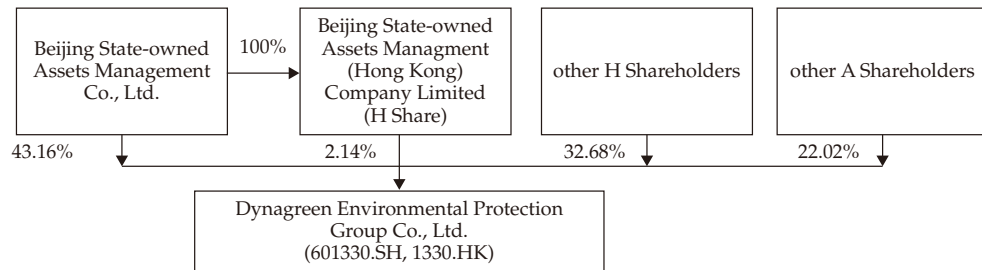 Beijing State-owned
Assets Management
Co., Ltd.
100%
Beijing State-owned
Assets Managment
(Hong Kong)
Company Limited
(H Share)
other H Shareholders
other A Shareholders
43.16%
2.14%
32.68%
22.02%
Dynagreen Environmental Protection
Group Co., Ltd.
(601330.SH, 1330.HK)